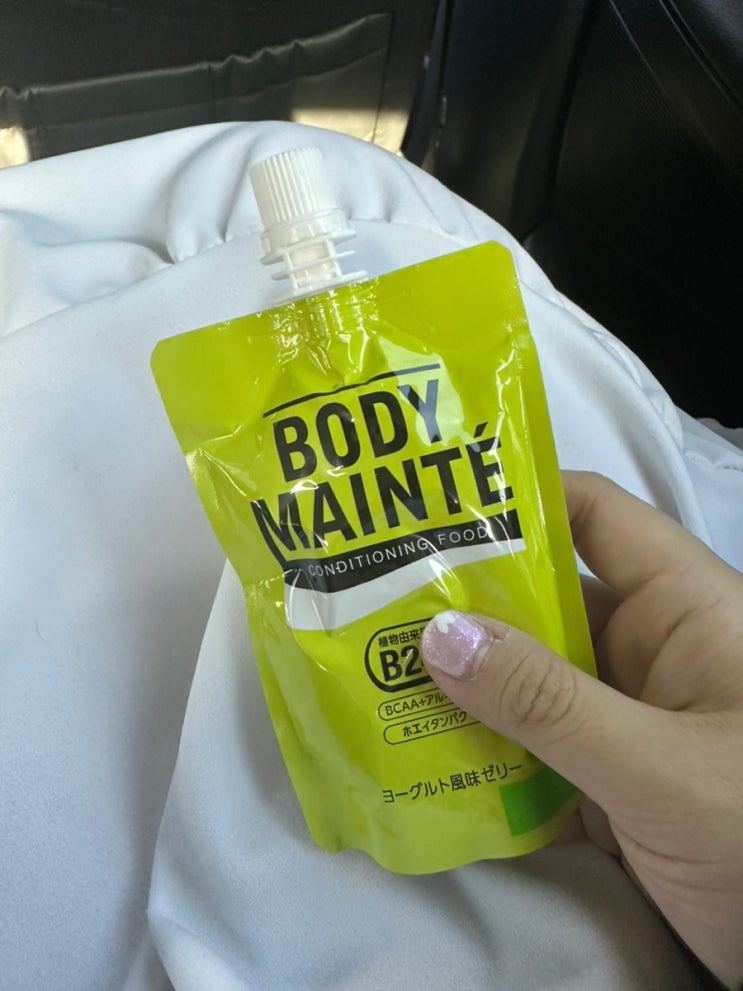 BODY
MAINTÉ
CONDITIONING FOOD
植物由来
B2
BCAA+アル
ホエイタンパク
ヨーグルト風味ゼリー